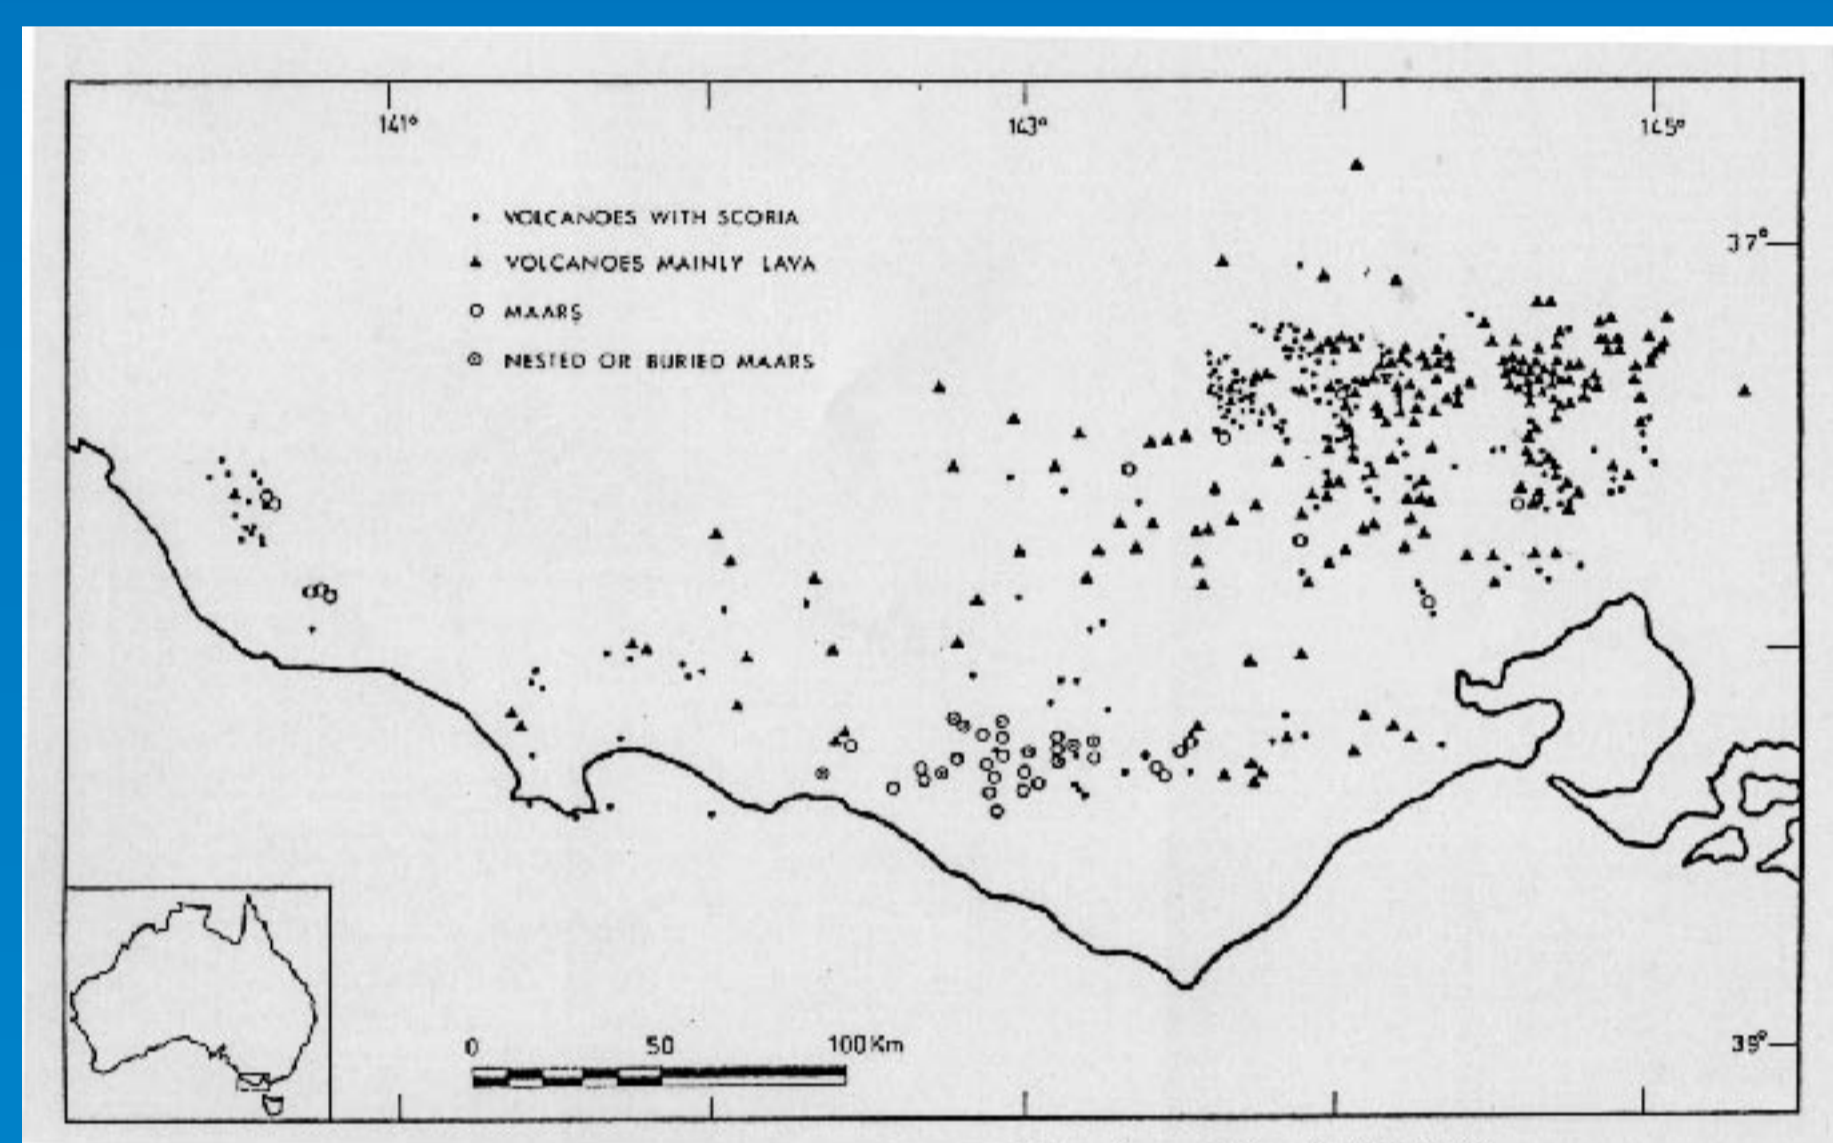 141°
143°
145°
37°
• VOLCANOES WITH SCORIA
▲ VOLCANOES MAINLY LAVA
○ MAARS
⊙ NESTED OR BURIED MAARS
0 50 100 Km
39°